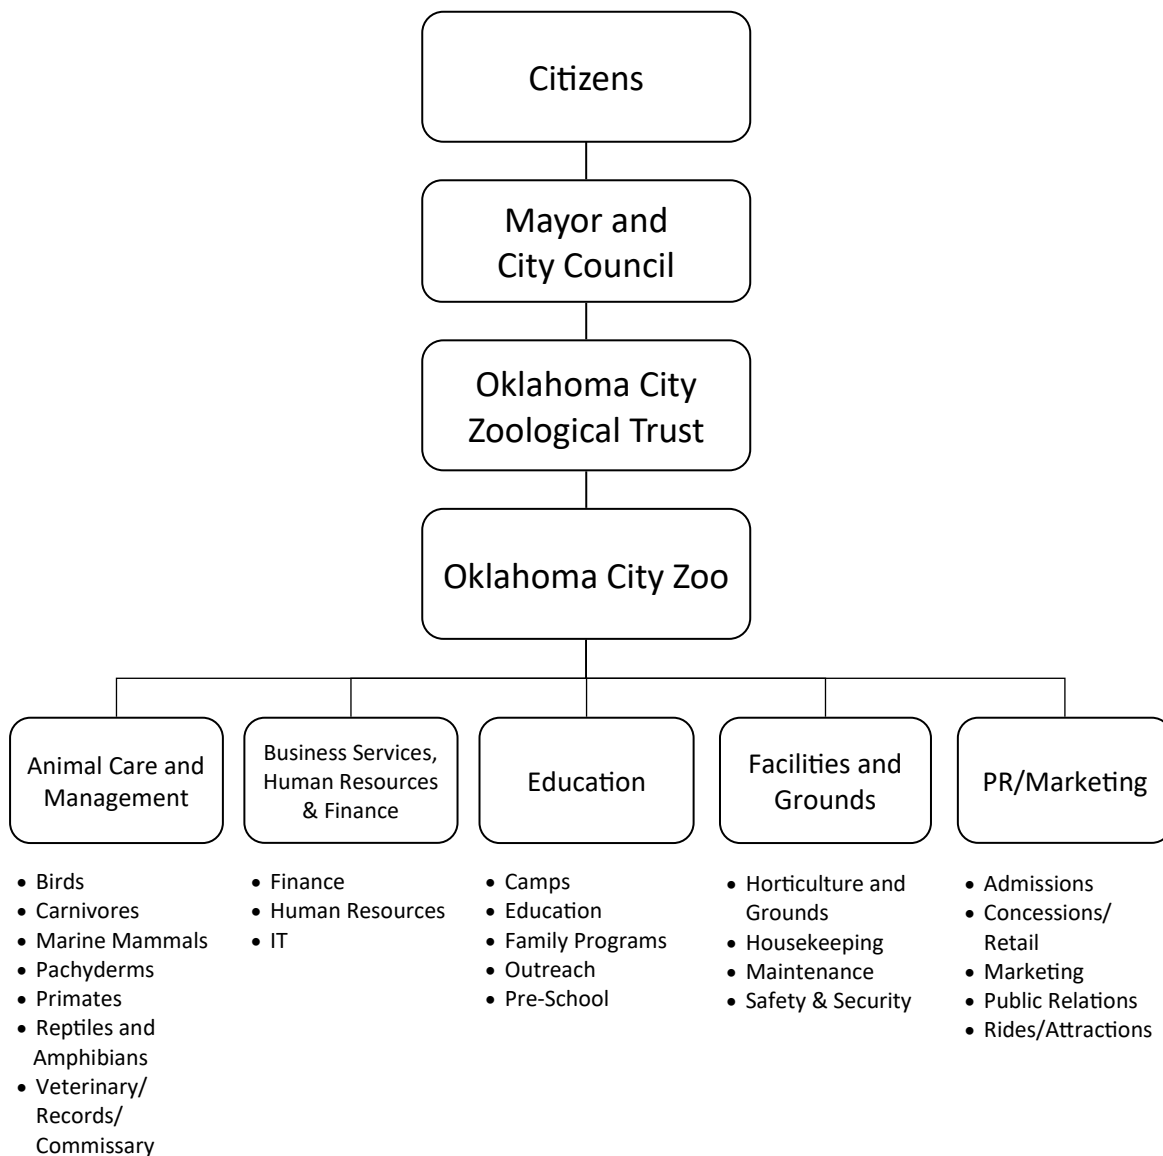 Citizens
Mayor and
City Council
Oklahoma City
Zoological Trust
Oklahoma City Zoo
Animal Care and
Management
• Birds
• Carnivores
• Marine Mammals
• Pachyderms
• Primates
• Reptiles and
Amphibians
• Veterinary/
Records/
Commissary
Business Services,
Human Resources
& Finance
• Finance
• Human Resources
• IT
Education
• Camps
• Education
• Family Programs
• Outreach
• Pre-School
Facilities and
Grounds
• Horticulture and
Grounds
• Housekeeping
• Maintenance
• Safety & Security
PR/Marketing
• Admissions
• Concessions/
Retail
• Marketing
• Public Relations
• Rides/Attractions